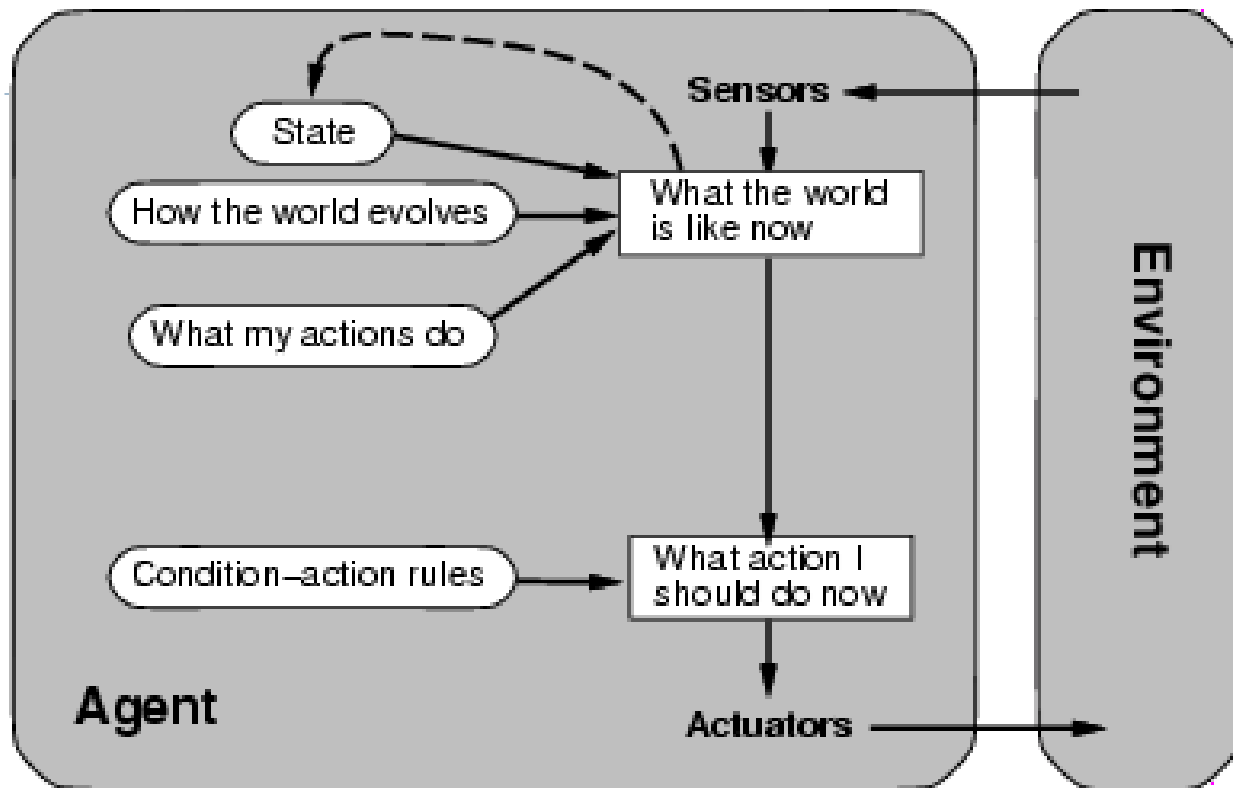 Sensors
State
What the world
is like now
How the world evolves
What my actions do
Environment
Condition–action rules
What action I
should do now
Agent
Actuators